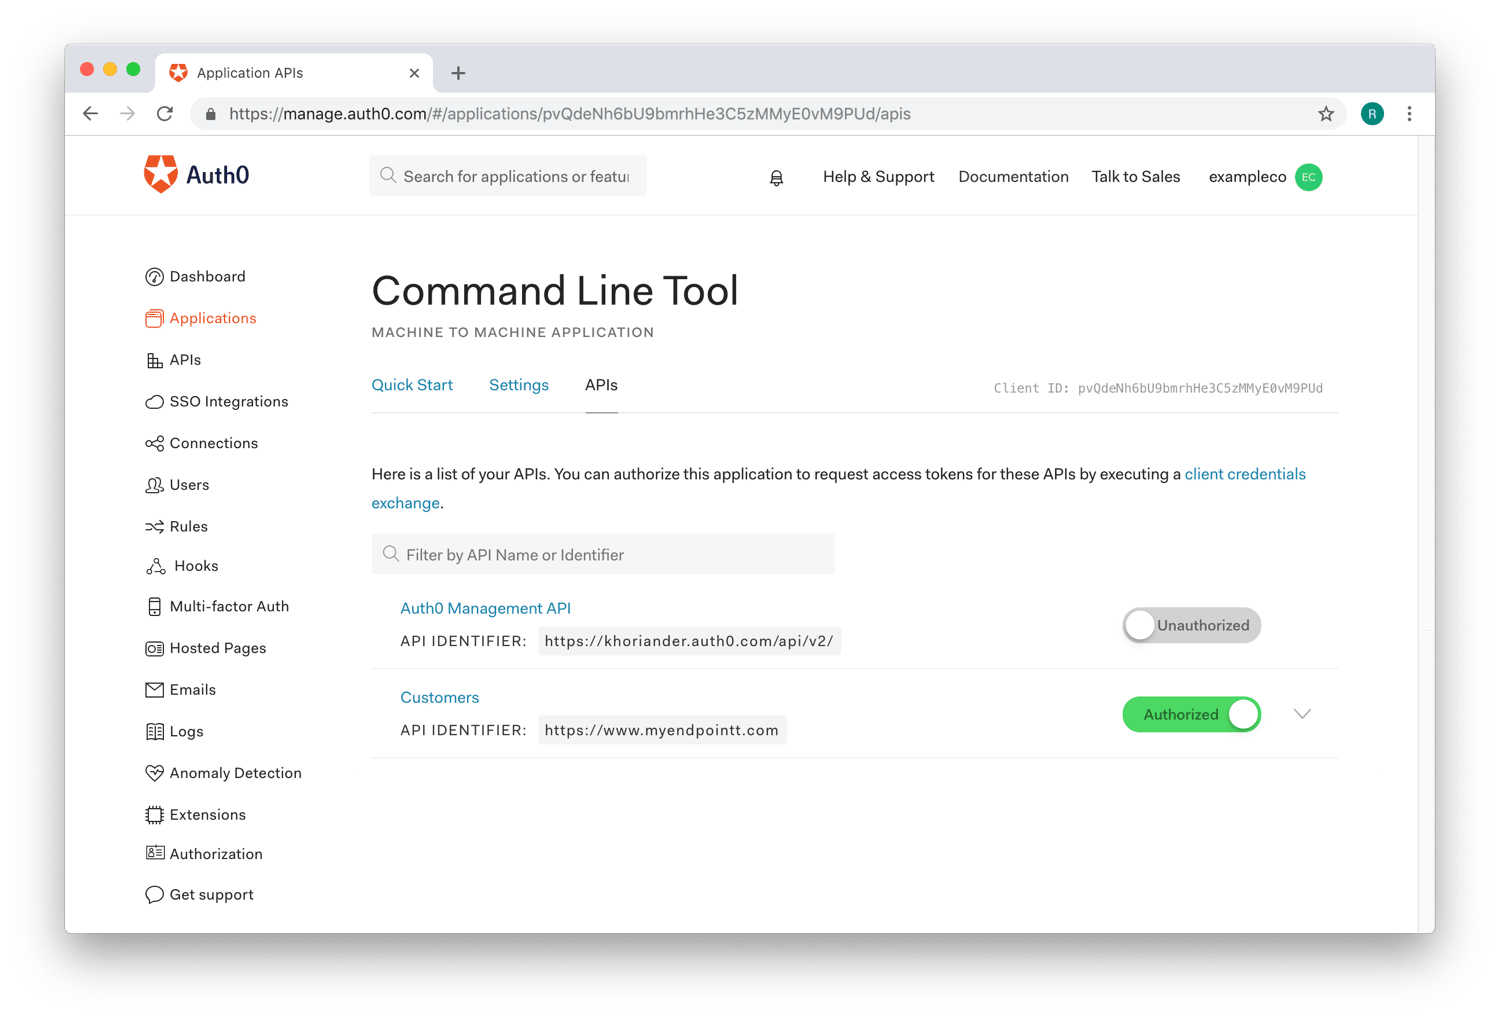 Application APIs
https://manage.auth0.com/#/applications/pvQdeNh6bU9bmrhHe3C5zMMyE0vM9PUd/apis
R
Auth0
Search for applications or featur
Help & Support
Documentation
Talk to Sales
exampleco
EC
Dashboard
Applications
APIs
SSO Integrations
Connections
Users
Rules
Hooks
Multi-factor Auth
Hosted Pages
Emails
Logs
Anomaly Detection
Extensions
Authorization
Get support
Command Line Tool
MACHINE TO MACHINE APPLICATION
Quick Start
Settings
APIs
Client ID: pvQdeNh6bU9bmrhHe3C5zMMyE0vM9PUd
Here is a list of your APIs. You can authorize this application to request access tokens for these APIs by executing a client credentials
exchange.
Filter by API Name or Identifier
Auth0 Management API
API IDENTIFIER: https://khoriander.auth0.com/api/v2/
Unauthorized
Customers
API IDENTIFIER: https://www.myendpointt.com
Authorized